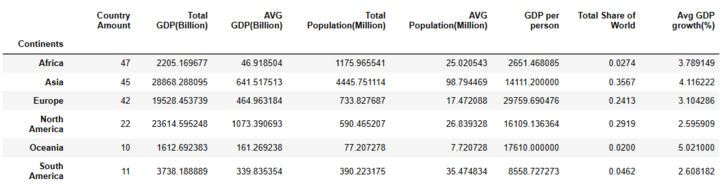 Country Amount Total GDP(Billion) AVG GDP(Billion) Total Population(Million) AVG Population(Million) GDP per person Total Share of World Avg GDP growth(%)
Continents
Africa 47 2205.169677 46.918504 1175.965541 25.020543 2651.468085 0.0274 3.789149
Asia 45 28868.288095 641.517513 4445.751114 98.794469 14111.200000 0.3567 4.116222
Europe 42 19528.453739 464.963184 733.827687 17.472088 29759.690476 0.2413 3.104286
North America 22 23614.595248 1073.390693 590.465207 26.839328 16109.136364 0.2919 2.595909
Oceania 10 1612.692383 161.269238 77.207278 7.720728 17610.000000 0.0200 5.021000
South America 11 3738.188889 339.835354 390.223175 35.474834 8558.727273 0.0462 2.608182